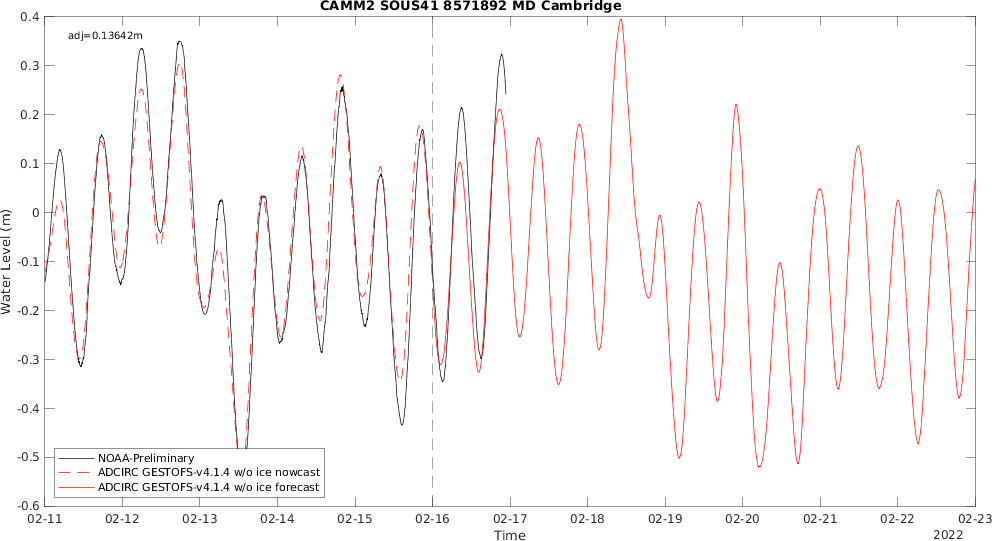 CAMM2 SOUS41 8571892 MD Cambridge
adj=0.13642m
0.4
0.3
0.2
0.1
0
-0.1
-0.2
-0.3
-0.4
-0.5
-0.6
Water Level (m)
NOAA-Preliminary
ADCIRC GESTOFS-v4.1.4 w/o ice nowcast
ADCIRC GESTOFS-v4.1.4 w/o ice forecast
02-11 02-12 02-13 02-14 02-15 02-16 02-17 02-18 02-19 02-20 02-21 02-22 02-23
Time
2022